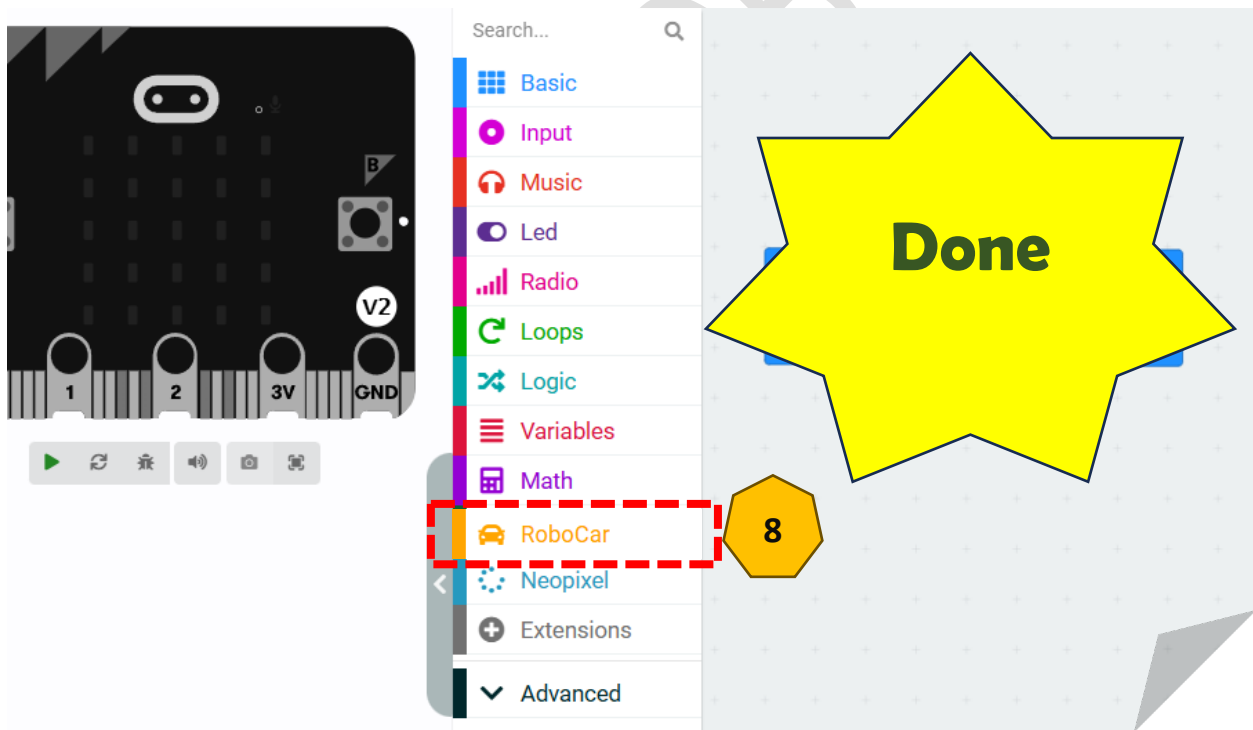 Search...
Basic
Input
Music
Led
Radio
Loops
Logic
Variables
Math
RoboCar
Neopixel
Extensions
Advanced
B
V2
1
2
3V
GND
Done
8